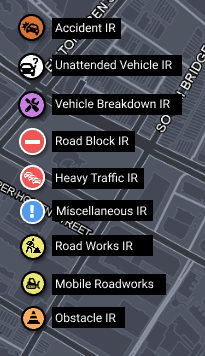 Accident IR
Unattended Vehicle IR
Vehicle Breakdown IR
Road Block IR
Heavy Traffic IR
Miscellaneous IR
Road Works IR
Mobile Roadworks
Obstacle IR
STREET